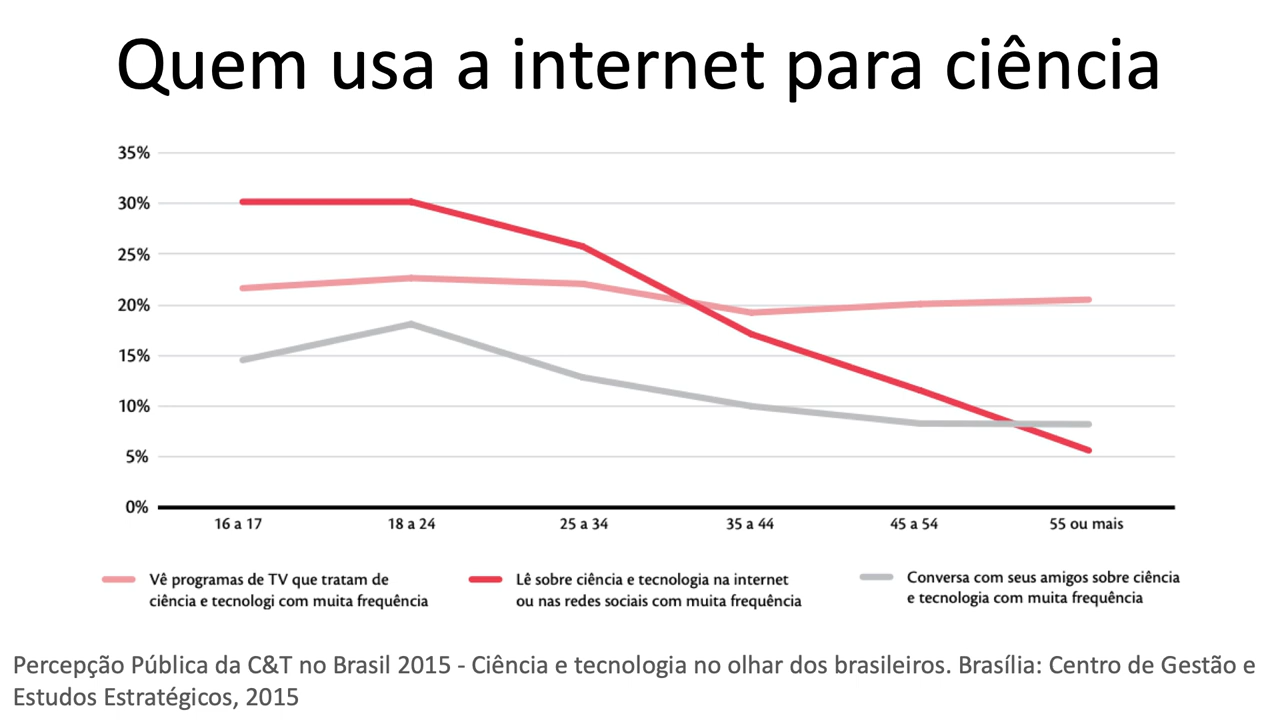 Quem usa a internet para ciência
35%
30%
25%
20%
15%
10%
5%
0%
16 a 17
18 a 24
25 a 34
35 a 44
45 a 54
55 ou mais
Vê programas de TV que tratam de
ciência e tecnologi com muita frequência
Lê sobre ciência e tecnologia na internet
ou nas redes sociais com muita frequência
Conversa com seus amigos sobre ciência
e tecnologia com muita frequência
Percepção Pública da C&T no Brasil 2015 - Ciência e tecnologia no olhar dos brasileiros. Brasília: Centro de Gestão e
Estudos Estratégicos, 2015